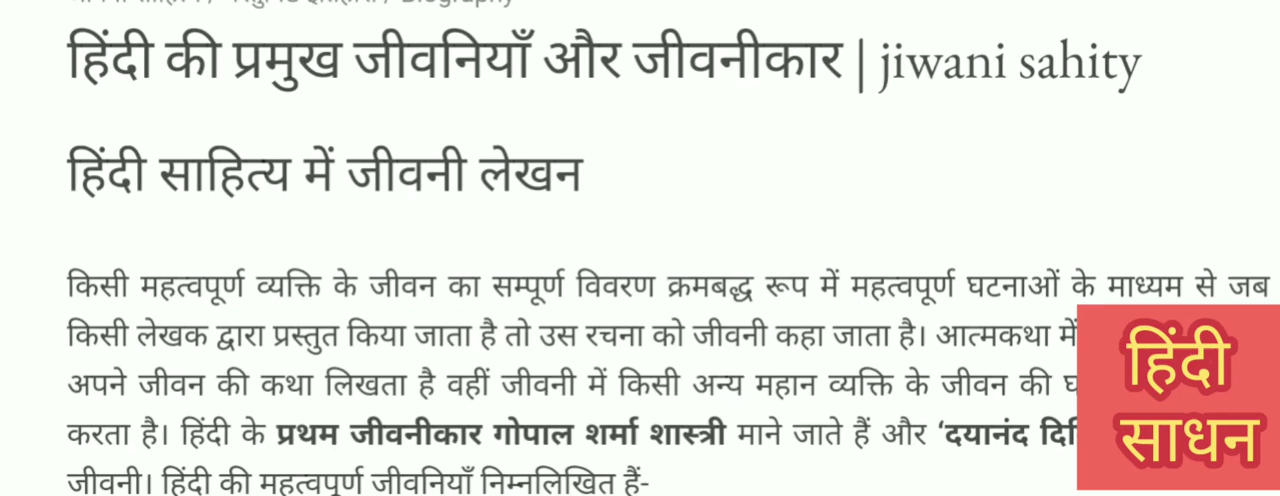 हिंदी की प्रमुख जीवनियाँ और जीवनीकार | jiwani sahity
हिंदी साहित्य में जीवनी लेखन
किसी महत्वपूर्ण व्यक्ति के जीवन का सम्पूर्ण विवरण क्रमबद्ध रूप में महत्वपूर्ण घटनाओं के माध्यम से जब
किसी लेखक द्वारा प्रस्तुत किया जाता है तो उस रचना को जीवनी कहा जाता है। आत्मकथा में
अपने जीवन की कथा लिखता है वहीं जीवनी में किसी अन्य महान व्यक्ति के जीवन की
करता है। हिंदी के प्रथम जीवनीकार गोपाल शर्मा शास्त्री माने जाते हैं और ‘दयानंद
जीवनी। हिंदी की महत्वपूर्ण जीवनियाँ निम्नलिखित हैं-
हिंदी
साधन